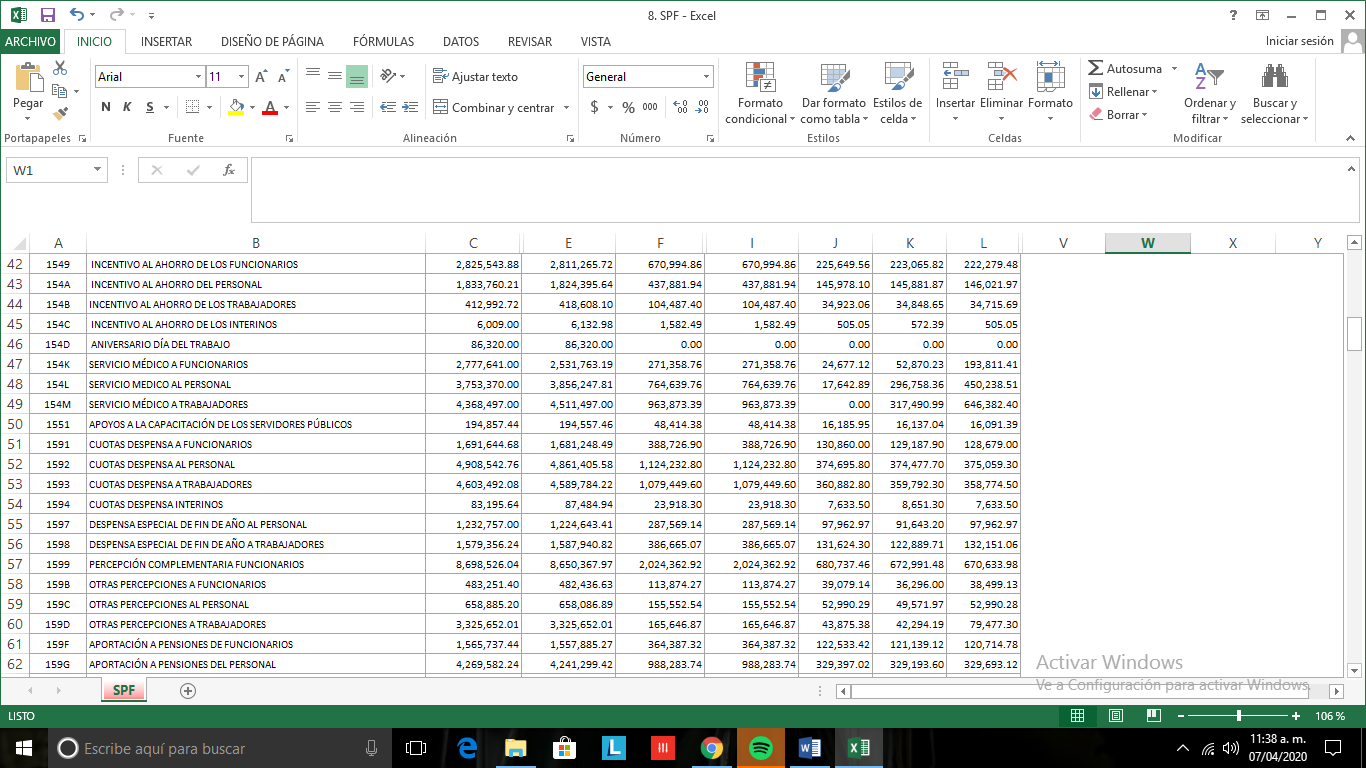 8. SPF - Excel
?
ARCHIVO INICIO INSERTAR DISEÑO DE PÁGINA FÓRMULAS DATOS REVISAR VISTA Iniciar sesión
Pegar
Arial 11 A A
N K S A
Ajustar texto
Combinar y centrar
General
$ % 000
Formato condicional
Dar formato como tabla
Estilos de celda
Insertar Eliminar Formato
Autosuma
Rellenar
Borrar
Ordenar y filtrar
Buscar y seleccionar
Portapapeles Fuente Alineación Número Estilos Celdas Modificar
W1 fx
A B C E F I J K L V W X Y
42 1549 INCENTIVO AL AHORRO DE LOS FUNCIONARIOS 2,825,543.88 2,811,265.72 670,994.86 670,994.86 225,649.56 223,065.82 222,279.48
43 154A INCENTIVO AL AHORRO DEL PERSONAL 1,833,760.21 1,824,395.64 437,881.94 437,881.94 145,978.10 145,881.87 146,021.97
44 154B INCENTIVO AL AHORRO DE LOS TRABAJADORES 412,992.72 418,608.10 104,487.40 104,487.40 34,923.06 34,848.65 34,715.69
45 154C INCENTIVO AL AHORRO DE LOS INTERINOS 6,009.00 6,132.98 1,582.49 1,582.49 505.05 572.39 505.05
46 154D ANIVERSARIO DÍA DEL TRABAJO 86,320.00 86,320.00 0.00 0.00 0.00 0.00 0.00
47 154K SERVICIO MÉDICO A FUNCIONARIOS 2,777,641.00 2,531,763.19 271,358.76 271,358.76 24,677.12 52,870.23 193,811.41
48 154L SERVICIO MEDICO AL PERSONAL 3,753,370.00 3,856,247.81 764,639.76 764,639.76 17,642.89 296,758.36 450,238.51
49 154M SERVICIO MÉDICO A TRABAJADORES 4,368,497.00 4,511,497.00 963,873.39 963,873.39 0.00 317,490.99 646,382.40
50 1551 APOYOS A LA CAPACITACIÓN DE LOS SERVIDORES PÚBLICOS 194,857.44 194,557.46 48,414.38 48,414.38 16,185.95 16,137.04 16,091.39
51 1591 CUOTAS DESPENSA A FUNCIONARIOS 1,691,644.68 1,681,248.49 388,726.90 388,726.90 130,860.00 129,187.90 128,679.00
52 1592 CUOTAS DESPENSA AL PERSONAL 4,908,542.76 4,861,405.58 1,124,232.80 1,124,232.80 374,695.80 374,477.70 375,059.30
53 1593 CUOTAS DESPENSA A TRABAJADORES 4,603,492.08 4,589,784.22 1,079,449.60 1,079,449.60 360,882.80 359,792.30 358,774.50
54 1594 CUOTAS DESPENSA INTERINOS 83,195.64 87,484.94 23,918.30 23,918.30 7,633.50 8,651.30 7,633.50
55 1597 DESPENSA ESPECIAL DE FIN DE AÑO AL PERSONAL 1,232,757.00 1,224,643.41 287,569.14 287,569.14 97,962.97 91,643.20 97,962.97
56 1598 DESPENSA ESPECIAL DE FIN DE AÑO A TRABAJADORES 1,579,356.24 1,587,940.82 386,665.07 386,665.07 131,624.30 122,889.71 132,151.06
57 1599 PERCEPCIÓN COMPLEMENTARIA FUNCIONARIOS 8,698,526.04 8,650,367.97 2,024,362.92 2,024,362.92 680,737.46 672,991.48 670,633.98
58 159B OTRAS PERCEPCIONES A FUNCIONARIOS 483,251.40 482,436.63 113,874.27 113,874.27 39,079.14 36,296.00 38,499.13
59 159C OTRAS PERCEPCIONES AL PERSONAL 658,885.20 658,086.89 155,552.54 155,552.54 52,990.29 49,571.97 52,990.28
60 159D OTRAS PERCEPCIONES A TRABAJADORES 3,325,652.01 3,325,652.01 165,646.87 165,646.87 43,875.38 42,294.19 79,477.30
61 159F APORTACIÓN A PENSIONES DE FUNCIONARIOS 1,565,737.44 1,557,885.27 364,387.32 364,387.32 122,533.42 121,139.12 120,714.78
62 159G APORTACIÓN A PENSIONES DEL PERSONAL 4,269,582.24 4,241,299.42 988,283.74 988,283.74 329,397.02 329,193.60 329,693.12
Activar Windows
Ve a Configuración para activar Windows.
SPF
LISTO 106 %
Escribe aquí para buscar
11:38 a. m.
07/04/2020